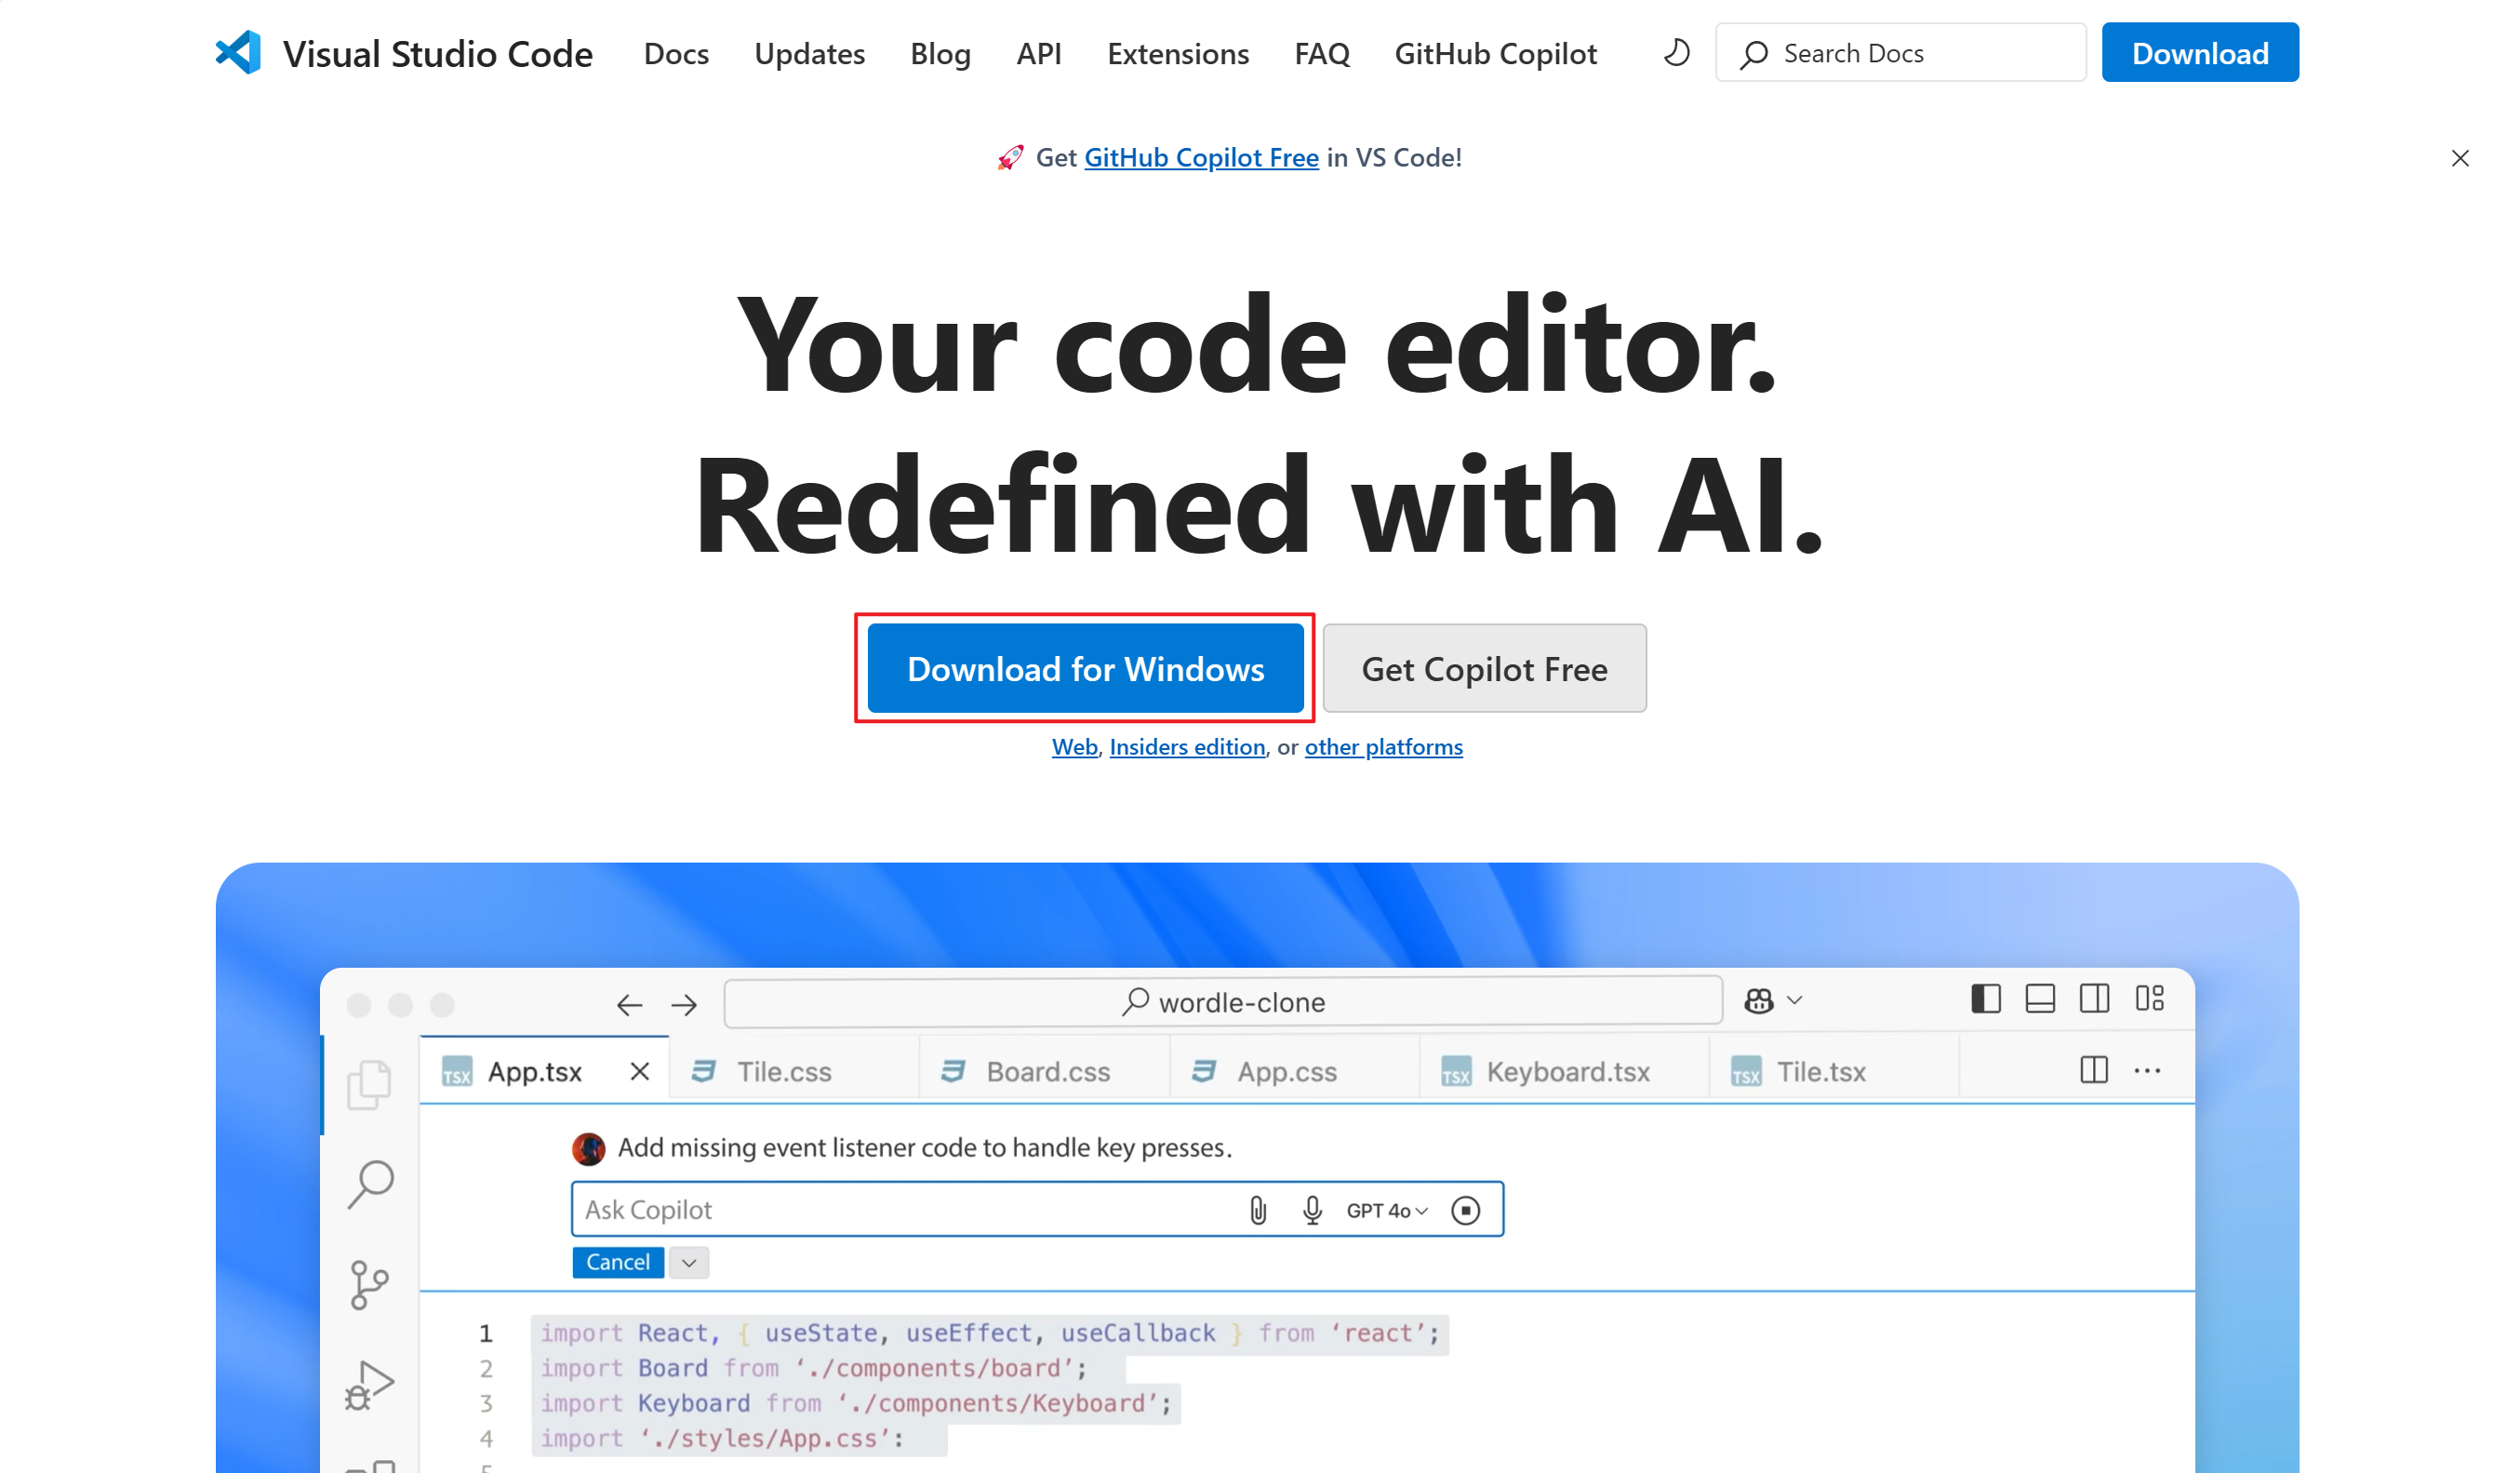 Visual Studio Code Docs Updates Blog API Extensions FAQ GitHub Copilot Search Docs Download
🚀 Get GitHub Copilot Free in VS Code!
Your code editor.
Redefined with AI.
Download for Windows Get Copilot Free
Web, Insiders edition, or other platforms
wordle-clone
TSX App.tsx Tile.css Board.css App.css TSX Keyboard.tsx TSX Tile.tsx
Add missing event listener code to handle key presses.
Ask Copilot GPT 4o
Cancel
1 import React, { useState, useEffect, useCallback } from ‘react’;
2 import Board from ‘./components/board’;
3 import Keyboard from ‘./components/Keyboard’;
4 import ‘./styles/App.css’:
5